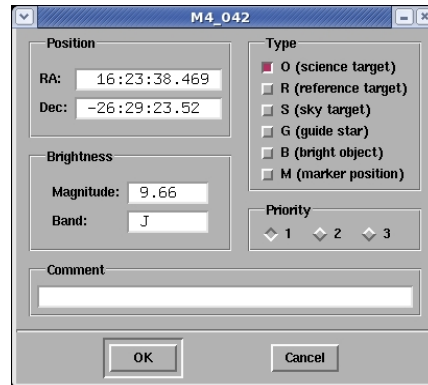 M4_042
Position
RA: 16:23:38.469
Dec: -26:29:23.52
Brightness
Magnitude: 9.66
Band: J
Type
O (science target)
R (reference target)
S (sky target)
G (guide star)
B (bright object)
M (marker position)
Priority
1 2 3
Comment
OK Cancel